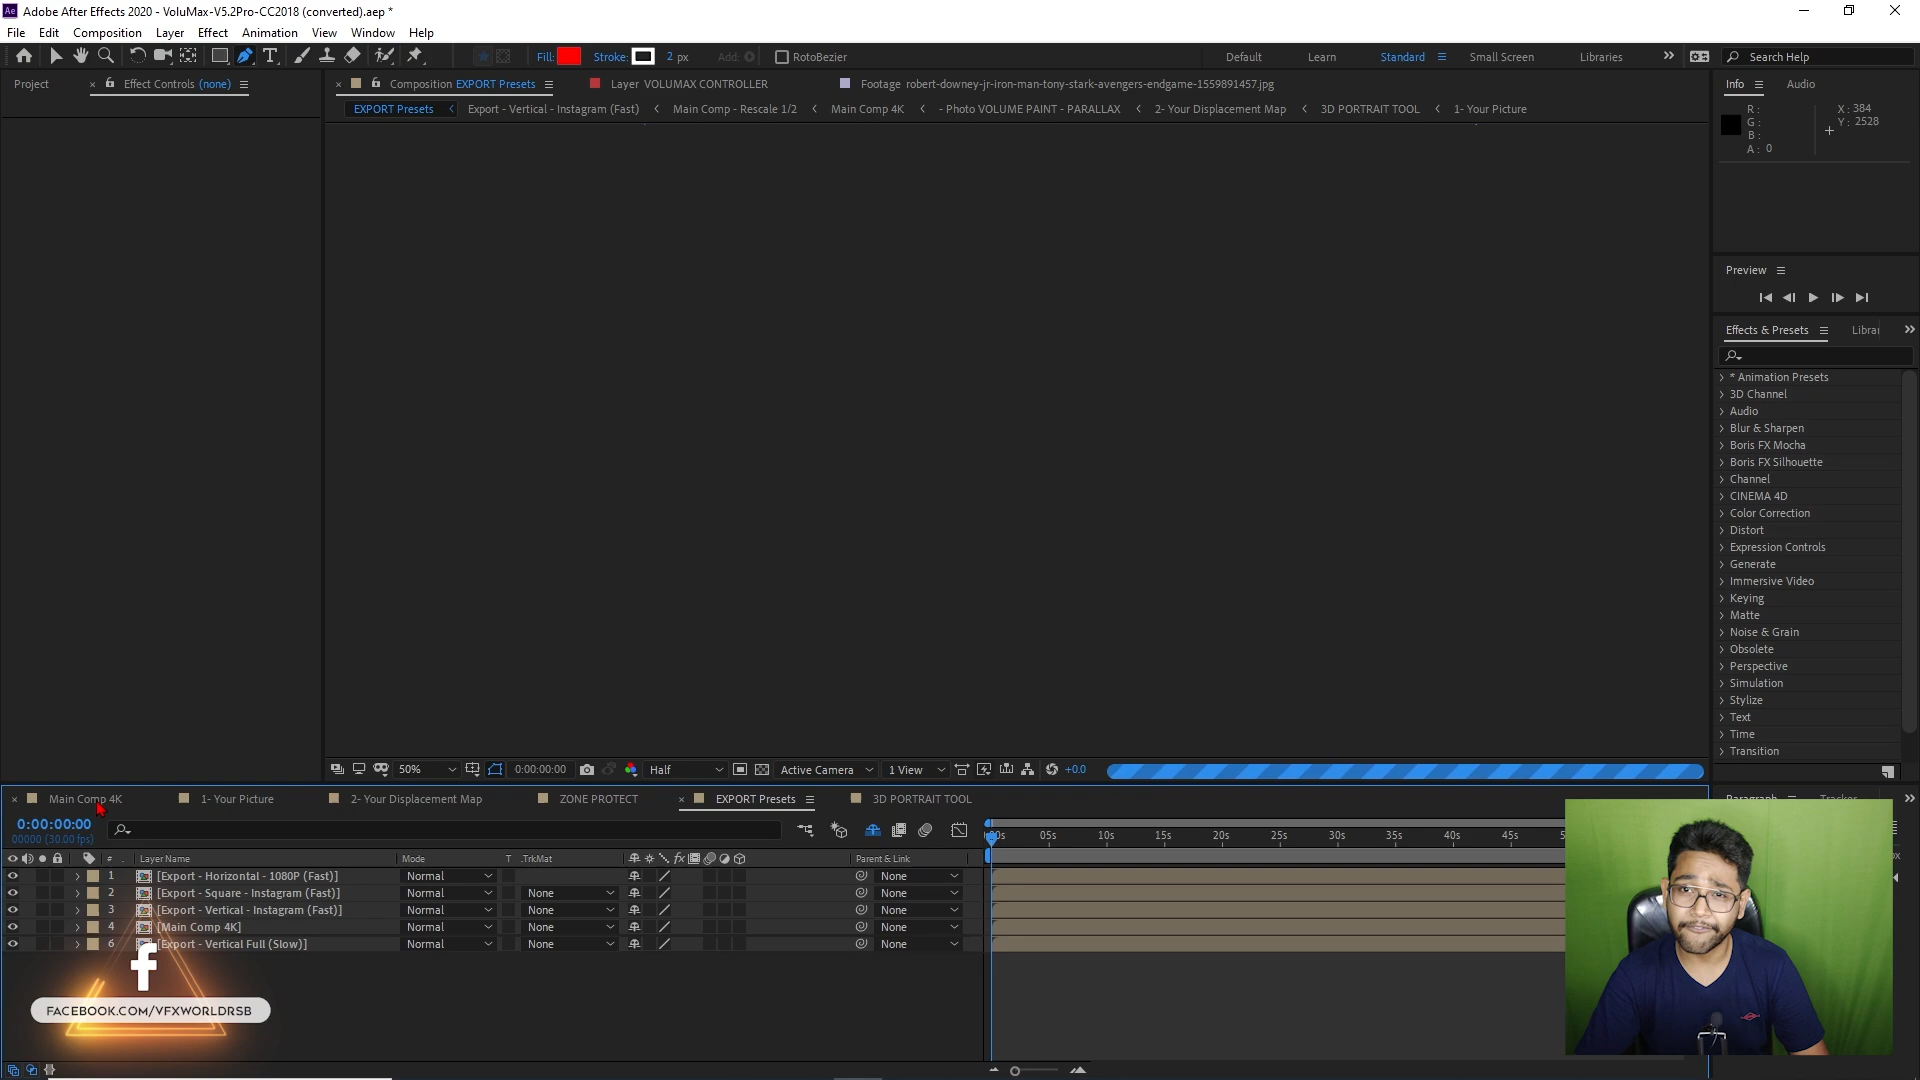 Adobe After Effects 2020 - VoluMax-V5.2Pro-CC2018 (converted).aep *
File Edit Composition Layer Effect Animation View Window Help
Fill: Stroke: 2 px Add: RotoBezier Default Learn Standard Small Screen Libraries Search Help
Project Effect Controls (none) Composition EXPORT Presets Layer VOLUMAX CONTROLLER Footage robert-downey-jr-iron-man-tony-stark-avengers-endgame-1559891457.jpg Info Audio
EXPORT Presets Export - Vertical - Instagram (Fast) Main Comp - Rescale 1/2 Main Comp 4K - Photo VOLUME PAINT - PARALLAX 2- Your Displacement Map 3D PORTRAIT TOOL 1- Your Picture
R:
G:
B:
A: 0
X: 384
Y: 2528
Preview
Effects & Presets Librar
* Animation Presets
3D Channel
Audio
Blur & Sharpen
Boris FX Mocha
Boris FX Silhouette
Channel
CINEMA 4D
Color Correction
Distort
Expression Controls
Generate
Immersive Video
Keying
Matte
Noise & Grain
Obsolete
Perspective
Simulation
Stylize
Text
Time
Transition
50% 0:00:00:00 Half Active Camera 1 View +0.0
Main Comp 4K 1- Your Picture 2- Your Displacement Map ZONE PROTECT EXPORT Presets 3D PORTRAIT TOOL
Paragraph Tracker
0:00:00:00
00000 (30.00 fps)
:00s 05s 10s 15s 20s 25s 30s 35s 40s 45s 5
# Layer Name Mode T .TrkMat fx Parent & Link
1 [Export - Horizontal - 1080P (Fast)] Normal None
2 [Export - Square - Instagram (Fast)] Normal None None
3 [Export - Vertical - Instagram (Fast)] Normal None None
4 [Main Comp 4K] Normal None None
6 [Export - Vertical Full (Slow)] Normal None None
FACEBOOK.COM/VFXWORLDRSB